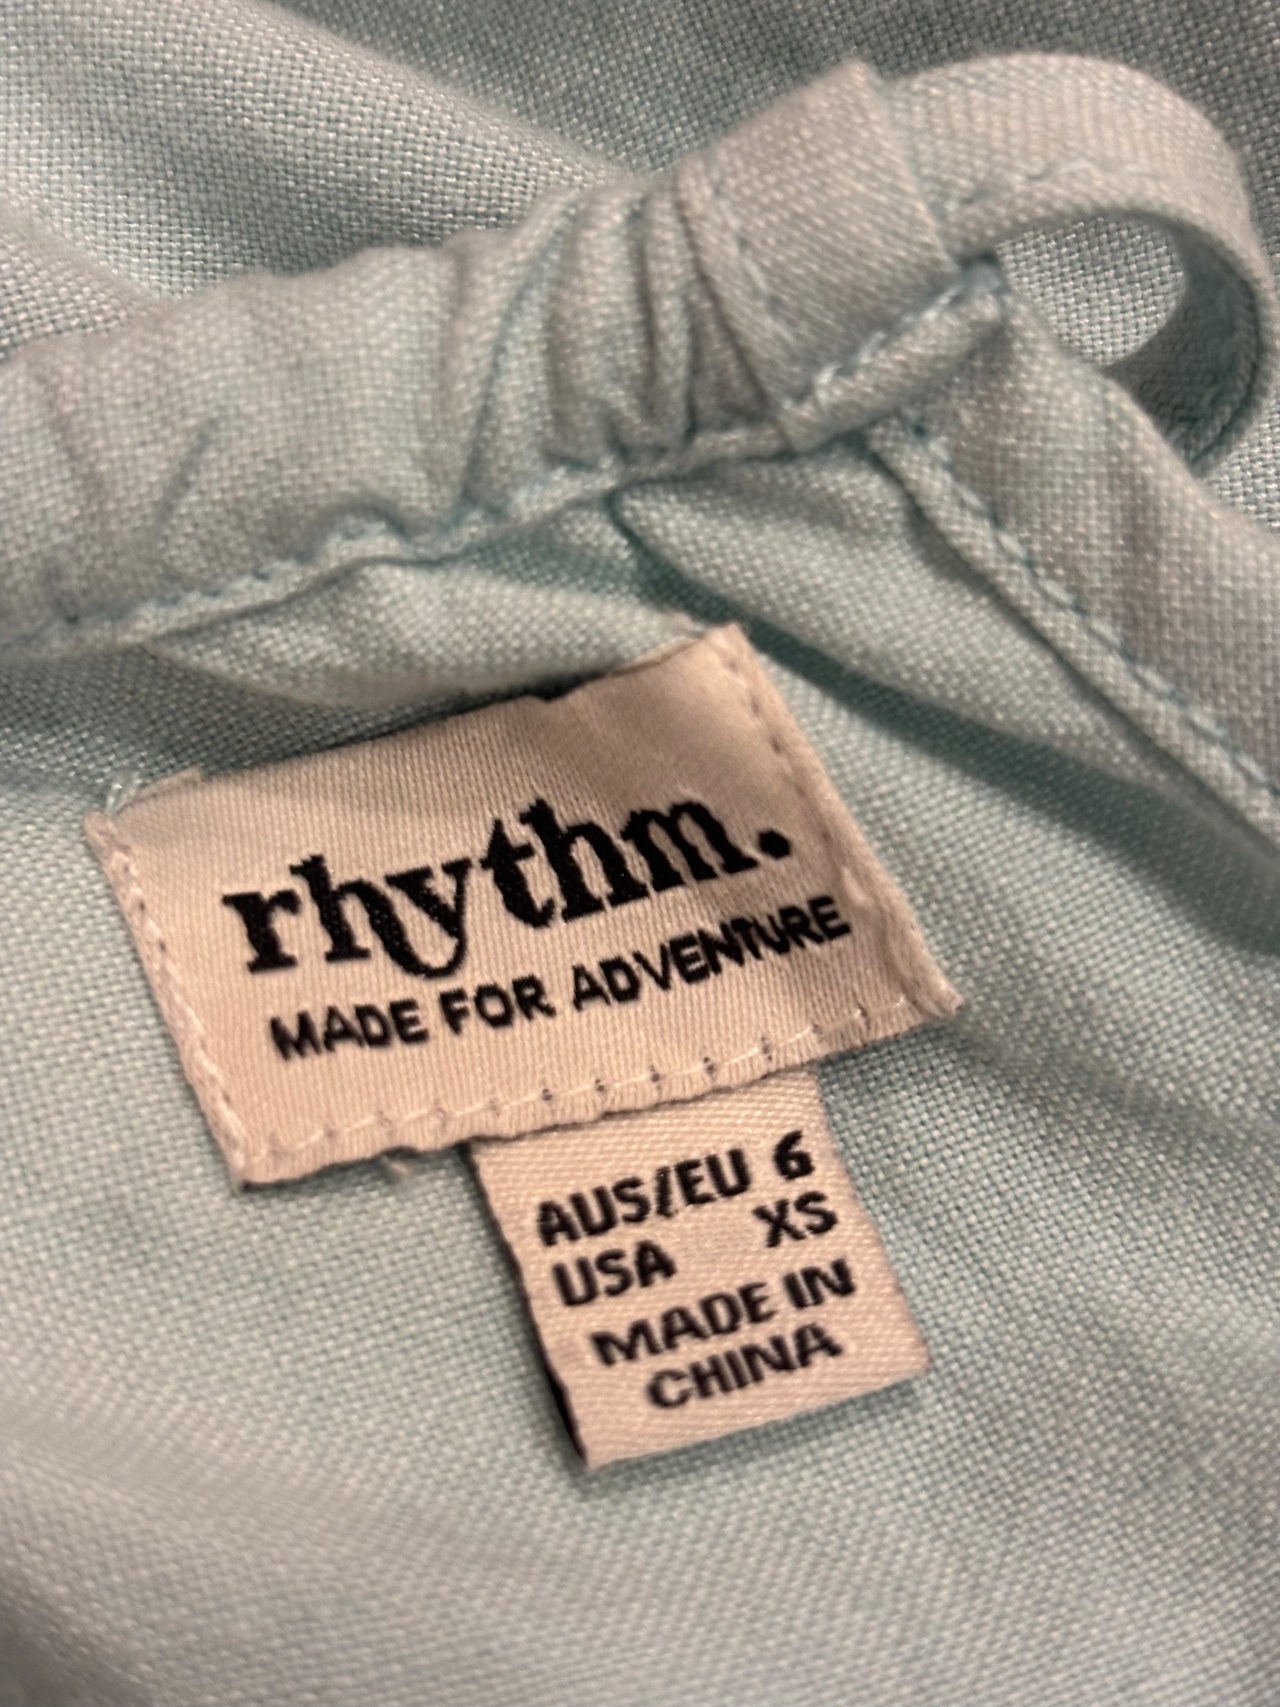 rhythm.
MADE FOR ADVENTURE
AUS/EU 6
USA XS
MADE IN
CHINA